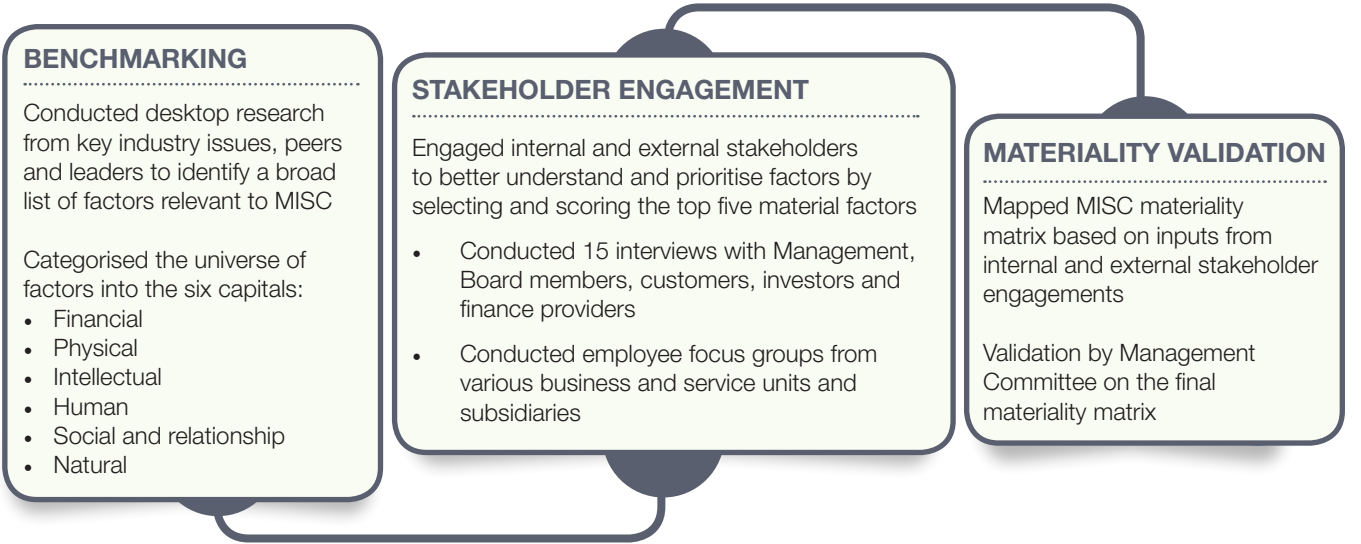 BENCHMARKING
Conducted desktop research
from key industry issues, peers
and leaders to identify a broad
list of factors relevant to MISC
Categorised the universe of
factors into the six capitals:
• Financial
• Physical
• Intellectual
• Human
• Social and relationship
• Natural
STAKEHOLDER ENGAGEMENT
Engaged internal and external stakeholders
to better understand and prioritise factors by
selecting and scoring the top five material factors
• Conducted 15 interviews with Management,
Board members, customers, investors and
finance providers
• Conducted employee focus groups from
various business and service units and
subsidiaries
MATERIALITY VALIDATION
Mapped MISC materiality
matrix based on inputs from
internal and external stakeholder
engagements
Validation by Management
Committee on the final
materiality matrix